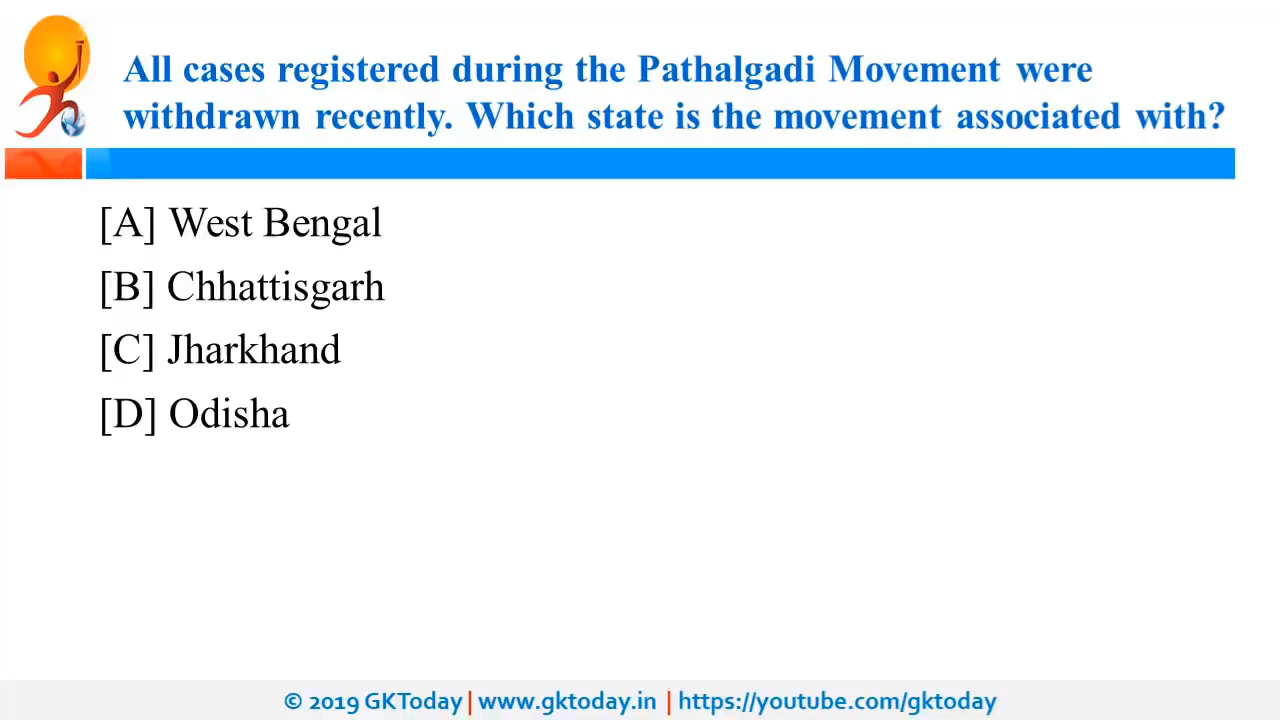 All cases registered during the Pathalgadi Movement were
withdrawn recently. Which state is the movement associated with?
[A] West Bengal
[B] Chhattisgarh
[C] Jharkhand
[D] Odisha
© 2019 GKToday | www.gktoday.in | https://youtube.com/gktoday